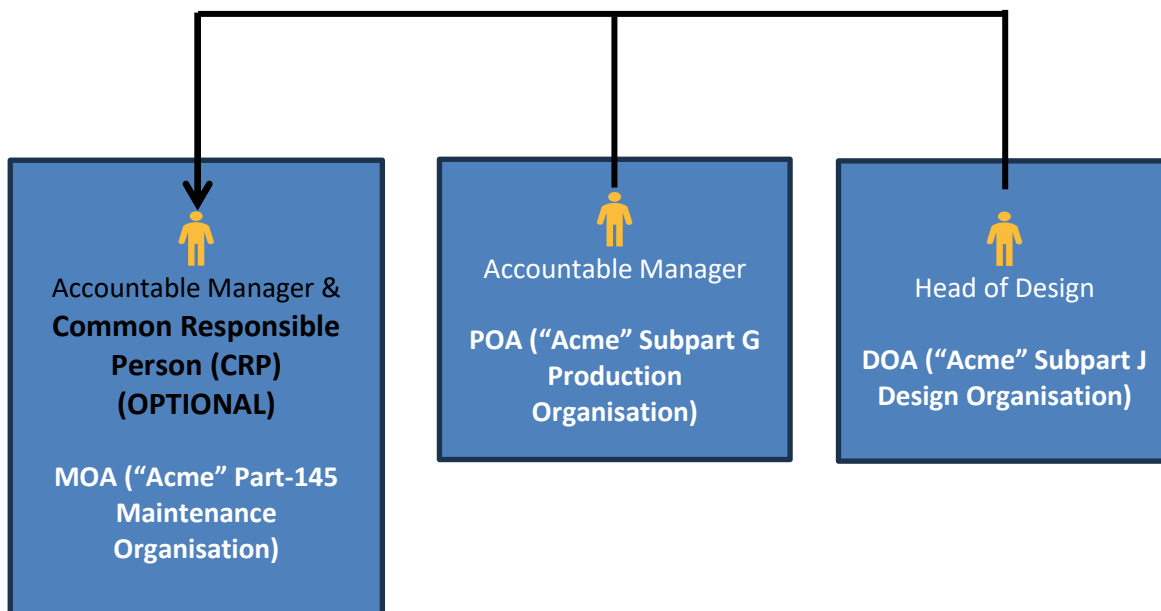 Accountable Manager &
Common Responsible
Person (CRP)
(OPTIONAL)
MOA (“Acme” Part-145
Maintenance
Organisation)
Accountable Manager
POA (“Acme” Subpart G
Production
Organisation)
Head of Design
DOA (“Acme” Subpart J
Design Organisation)